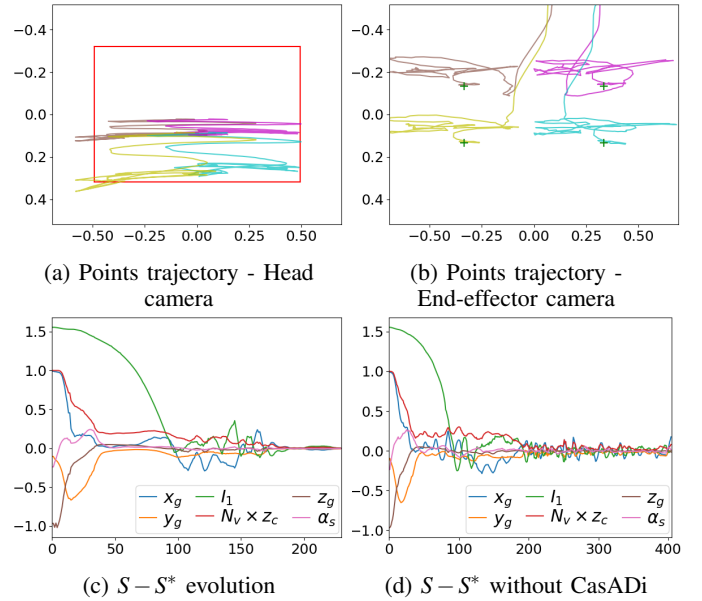 −0.4
−0.2
0.0
0.2
0.4
−0.50 −0.25 0.00 0.25 0.50
−0.4
−0.2
0.0
0.2
0.4
−0.25 0.00 0.25 0.50
(a) Points trajectory - Head
camera
(b) Points trajectory -
End-effector camera
1.5
1.0
0.5
0.0
−0.5
−1.0
0 50 100 150 200
x_g I_1 z_g
y_g N_v × z_c α_s
1.5
1.0
0.5
0.0
−0.5
−1.0
0 100 200 300 400
x_g I_1 z_g
y_g N_v × z_c α_s
(c) S − S* evolution
(d) S − S* without CasADi